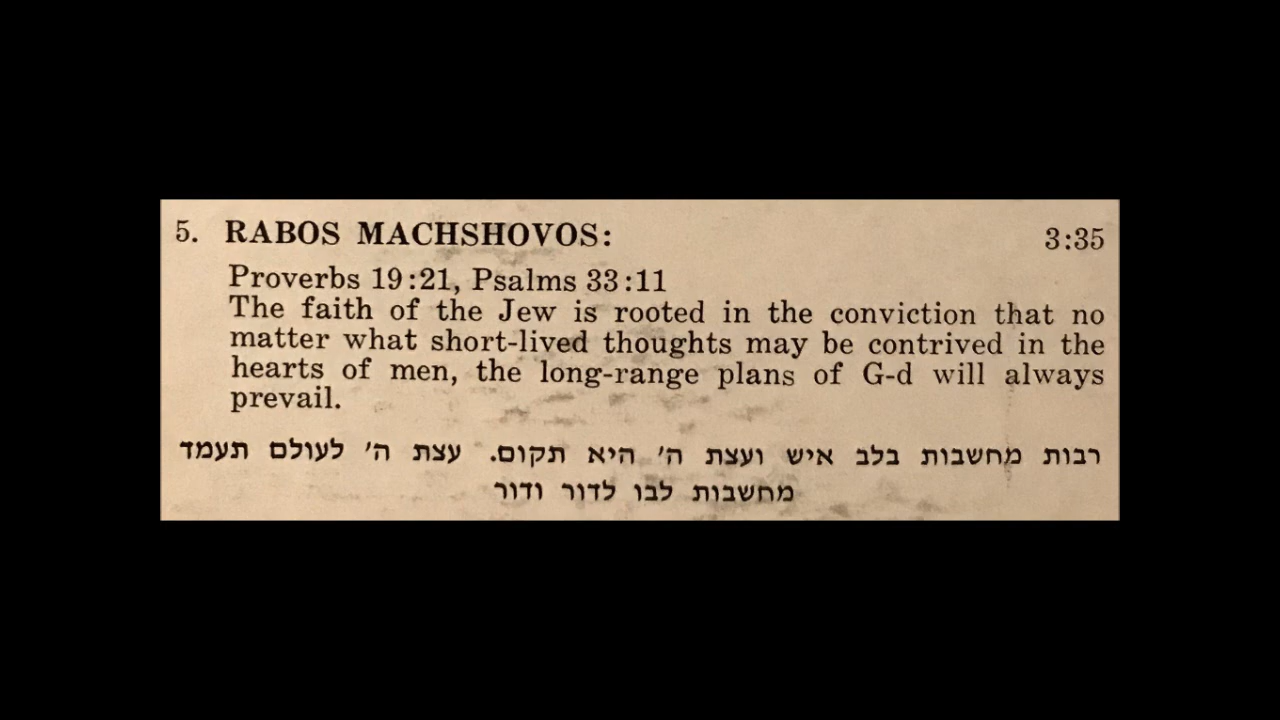 5. RABOS MACHSHOVOS: 3:35
Proverbs 19:21, Psalms 33:11
The faith of the Jew is rooted in the conviction that no
matter what short-lived thoughts may be contrived in the
hearts of men, the long-range plans of G-d will always
prevail.
רבות מחשבות בלב איש ועצת ה׳ היא תקום. עצת ה׳ לעולם תעמד
מחשבות לבו לדור ודור